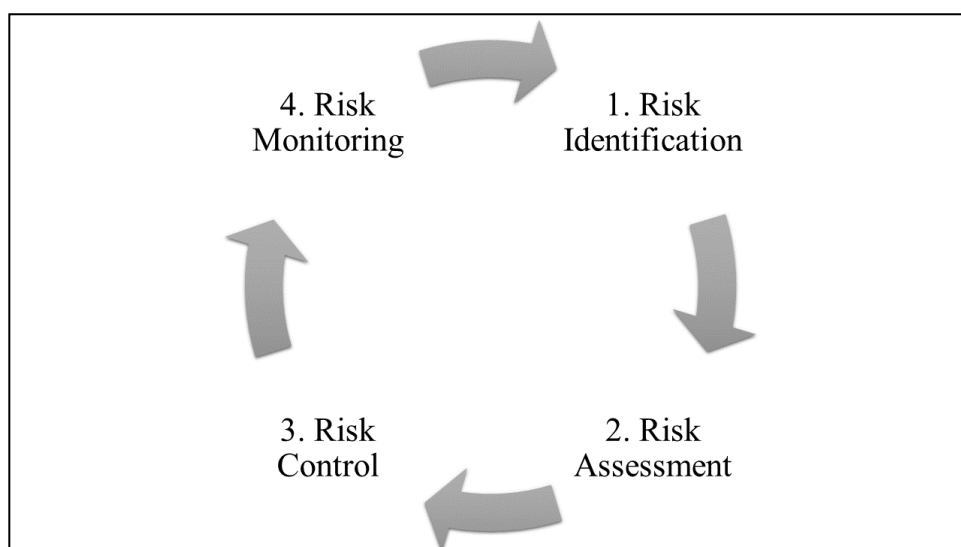 4. Risk
Monitoring
1. Risk
Identification
3. Risk
Control
2. Risk
Assessment